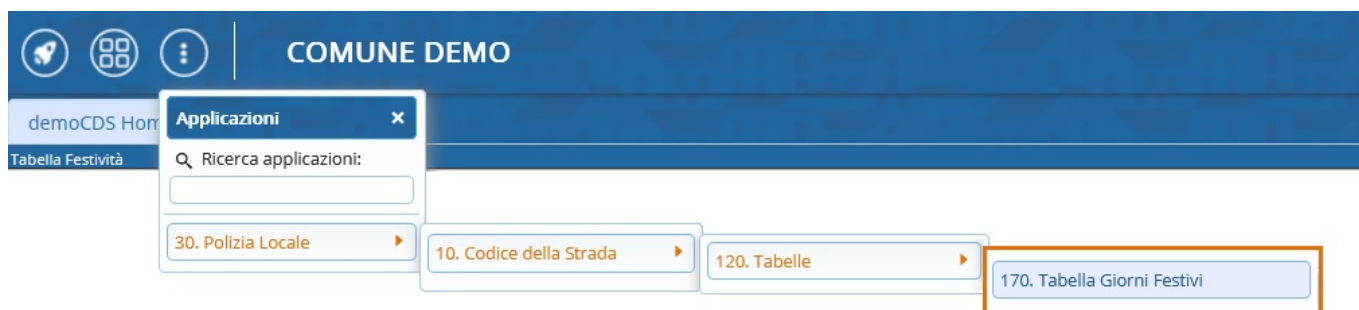 COMUNE DEMO
demoCDS Hom
Applicazioni
Tabella Festività
Ricerca applicazioni:
30. Polizia Locale
10. Codice della Strada
120. Tabelle
170. Tabella Giorni Festivi